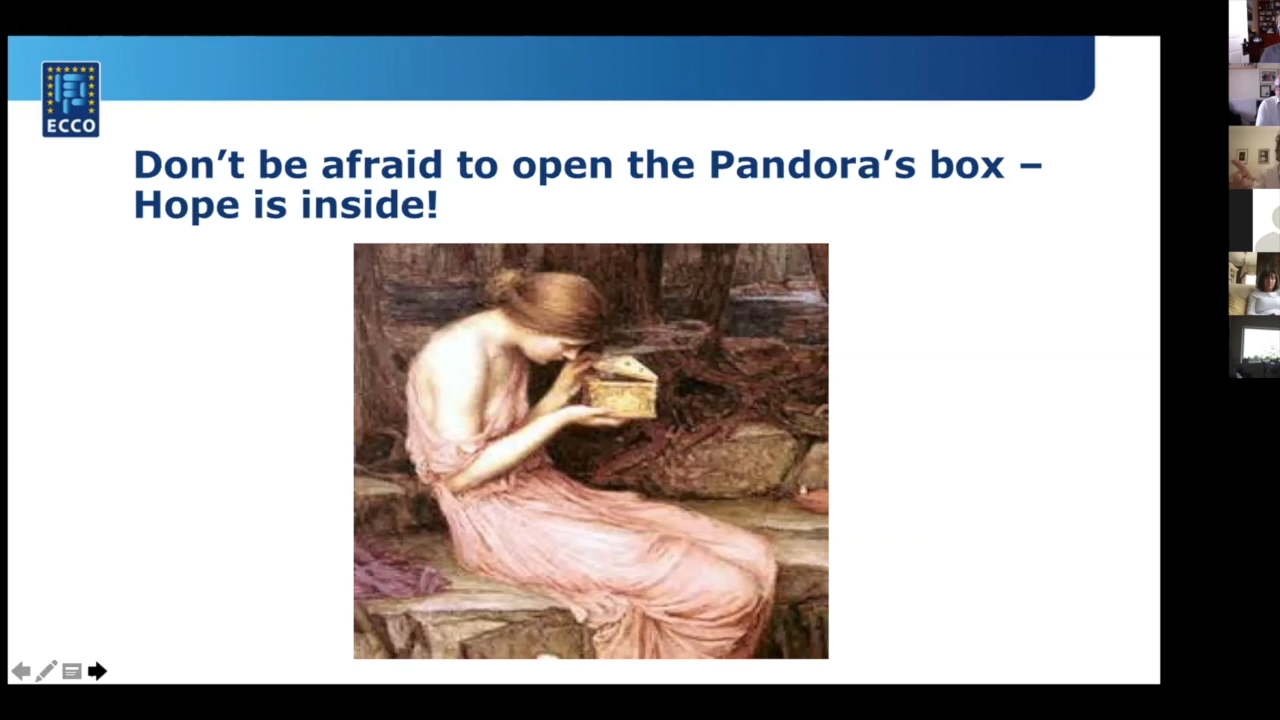 ECCO
Don’t be afraid to open the Pandora’s box –
Hope is inside!